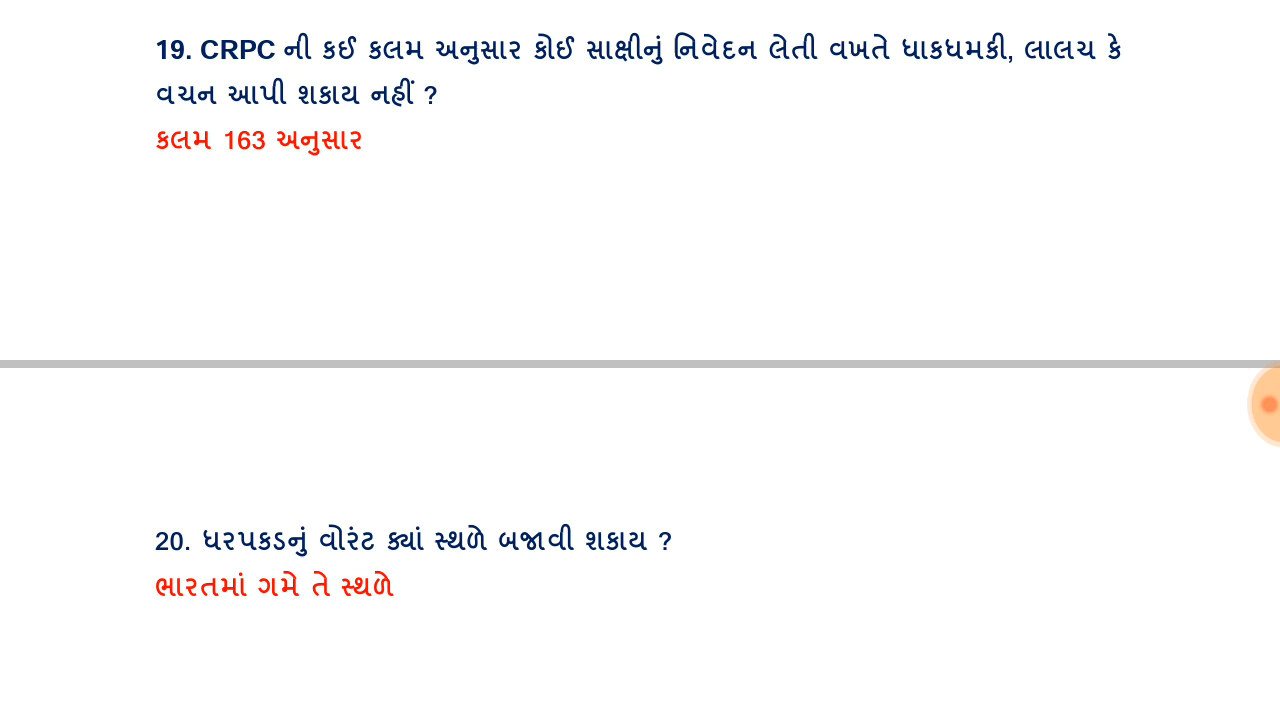 19. CRPC ની કઈ કલમ અનુસાર કોઈ સાક્ષીનું નિવેદન લેતી વખતે ધાકધમકી, લાલચ કે
વચન આપી શકાય નહીં ?
કલમ 163 અનુસાર
20. ધરપકડનું વોરંટ ક્યાં સ્થળે બજાવી શકાય ?
ભારતમાં ગમે તે સ્થળે